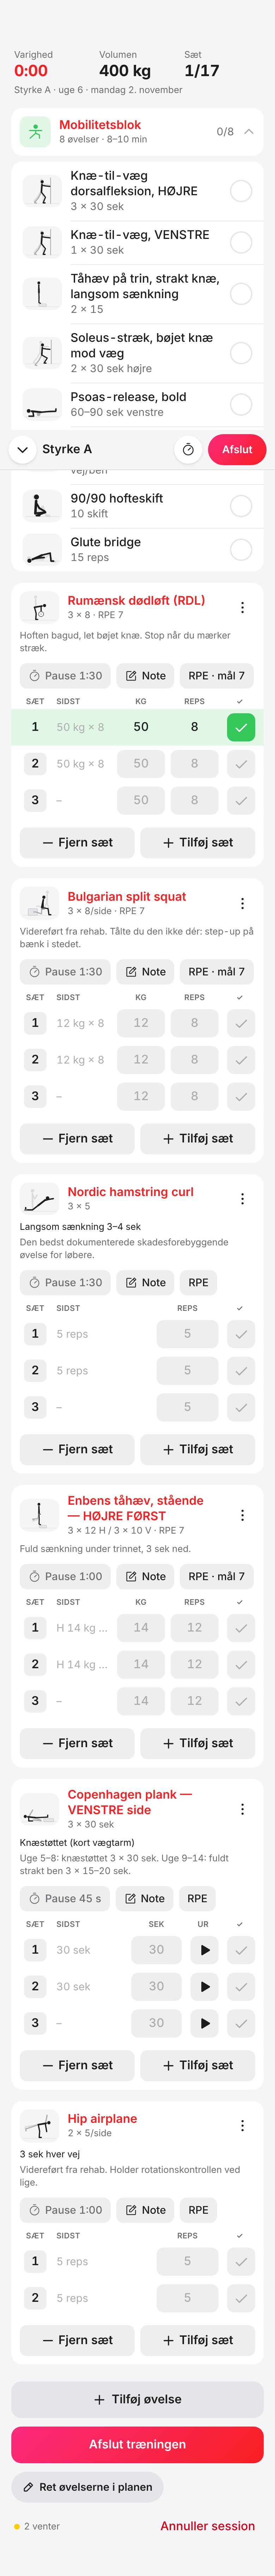 Varighed Volumen Sæt
0:00 400 kg 1/17
Styrke A · uge 6 · mandag 2. november
Mobilitetsblok
8 øvelser · 8–10 min
0/8
Knæ-til-væg
dorsalfleksion, HØJRE
3 × 30 sek
Knæ-til-væg, VENSTRE
1 × 30 sek
Tåhæv på trin, strakt knæ,
langsom sænkning
2 × 15
Soleus-stræk, bøjet knæ
mod væg
2 × 30 sek højre
Psoas-release, bold
60–90 sek venstre
Styrke A
Afslut
vej/ben
90/90 hofteskift
10 skift
Glute bridge
15 reps
Rumænsk dødløft (RDL)
3 × 8 · RPE 7
Hoften bagud, let bøjet knæ. Stop når du mærker
stræk.
Pause 1:30 Note RPE · mål 7
SÆT SIDST KG REPS ✓
1 50 kg × 8 50 8
2 50 kg × 8 50 8
3 – 50 8
— Fjern sæt + Tilføj sæt
Bulgarian split squat
3 × 8/side · RPE 7
Videreført fra rehab. Tålte du den ikke dér: step-up på
bænk i stedet.
Pause 1:30 Note RPE · mål 7
SÆT SIDST KG REPS ✓
1 12 kg × 8 12 8
2 12 kg × 8 12 8
3 – 12 8
— Fjern sæt + Tilføj sæt
Nordic hamstring curl
3 × 5
Langsom sænkning 3–4 sek
Den bedst dokumenterede skadesforebyggende
øvelse for løbere.
Pause 1:30 Note RPE
SÆT SIDST REPS ✓
1 5 reps 5
2 5 reps 5
3 – 5
— Fjern sæt + Tilføj sæt
Enbens tåhæv, stående
— HØJRE FØRST
3 × 12 H / 3 × 10 V · RPE 7
Fuld sænkning under trinnet, 3 sek ned.
Pause 1:00 Note RPE · mål 7
SÆT SIDST KG REPS ✓
1 H 14 kg ... 14 12
2 H 14 kg ... 14 12
3 – 14 12
— Fjern sæt + Tilføj sæt
Copenhagen plank —
VENSTRE side
3 × 30 sek
Knæstøttet (kort vægtarm)
Uge 5–8: knæstøttet 3 × 30 sek. Uge 9–14: fuldt
strakt ben 3 × 15–20 sek.
Pause 45 s Note RPE
SÆT SIDST SEK UR ✓
1 30 sek 30
2 30 sek 30
3 – 30
— Fjern sæt + Tilføj sæt
Hip airplane
2 × 5/side
3 sek hver vej
Videreført fra rehab. Holder rotationskontrollen ved
lige.
Pause 1:00 Note RPE
SÆT SIDST REPS ✓
1 5 reps 5
2 5 reps 5
— Fjern sæt + Tilføj sæt
+ Tilføj øvelse
Afslut træningen
Ret øvelserne i planen
2 venter Annuller session